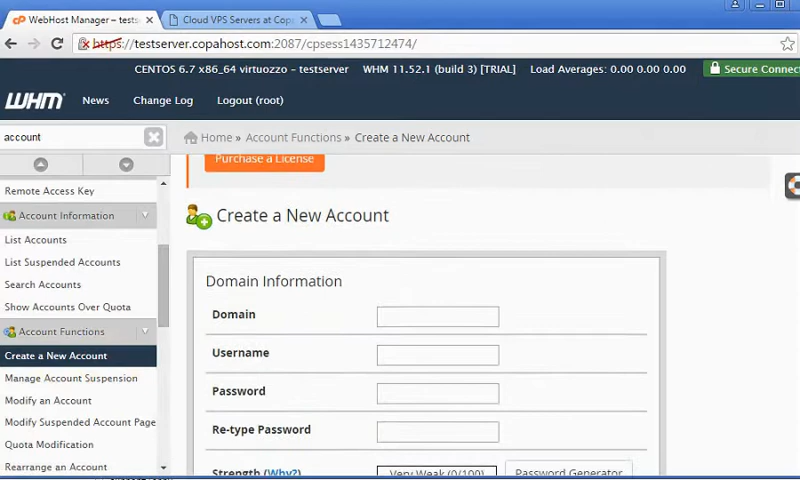 WebHost Manager – tests
Cloud VPS Servers at Cop
https://testserver.copahost.com:2087/cpsess1435712474/
CENTOS 6.7 x86_64 virtuozzo – testserver
WHM 11.52.1 (build 3) [TRIAL]
Load Averages: 0.00 0.00 0.00
Secure Connect
WHM
News
Change Log
Logout (root)
account
Home » Account Functions » Create a New Account
Remote Access Key
Account Information
List Accounts
List Suspended Accounts
Search Accounts
Show Accounts Over Quota
Account Functions
Create a New Account
Manage Account Suspension
Modify an Account
Modify Suspended Account Page
Quota Modification
Rearrange an Account
Purchase a License
Create a New Account
Domain Information
Domain
Username
Password
Re-type Password
Strength (Why?)
Very Weak (0/100)
Password Generator